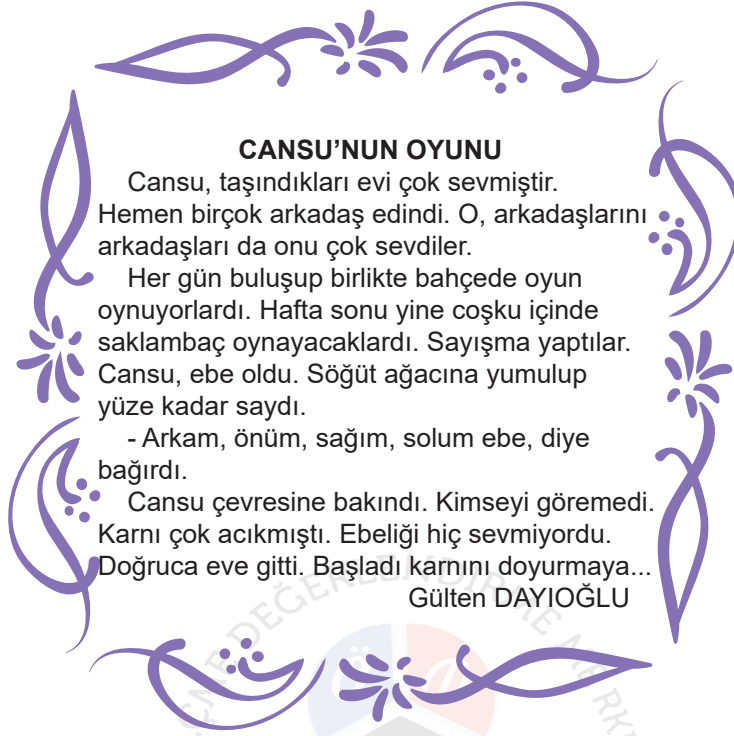 CANSU’NUN OYUNU
Cansu, taşındıkları evi çok sevmiştir.
Hemen birçok arkadaş edindi. O, arkadaşlarını
arkadaşları da onu çok sevdiler.
Her gün buluşup birlikte bahçede oyun
oynuyorlardı. Hafta sonu yine coşku içinde
saklambaç oynayacaklardı. Sayışma yaptılar.
Cansu, ebe oldu. Söğüt ağacına yumulup
yüze kadar saydı.
- Arkam, önüm, sağım, solum ebe, diye
bağırdı.
Cansu çevresine bakındı. Kimseyi göremedi.
Karnı çok acıkmıştı. Ebeliği hiç sevmiyordu.
Doğruca eve gitti. Başladı karnını doyurmaya...
Gülten DAYIOĞLU